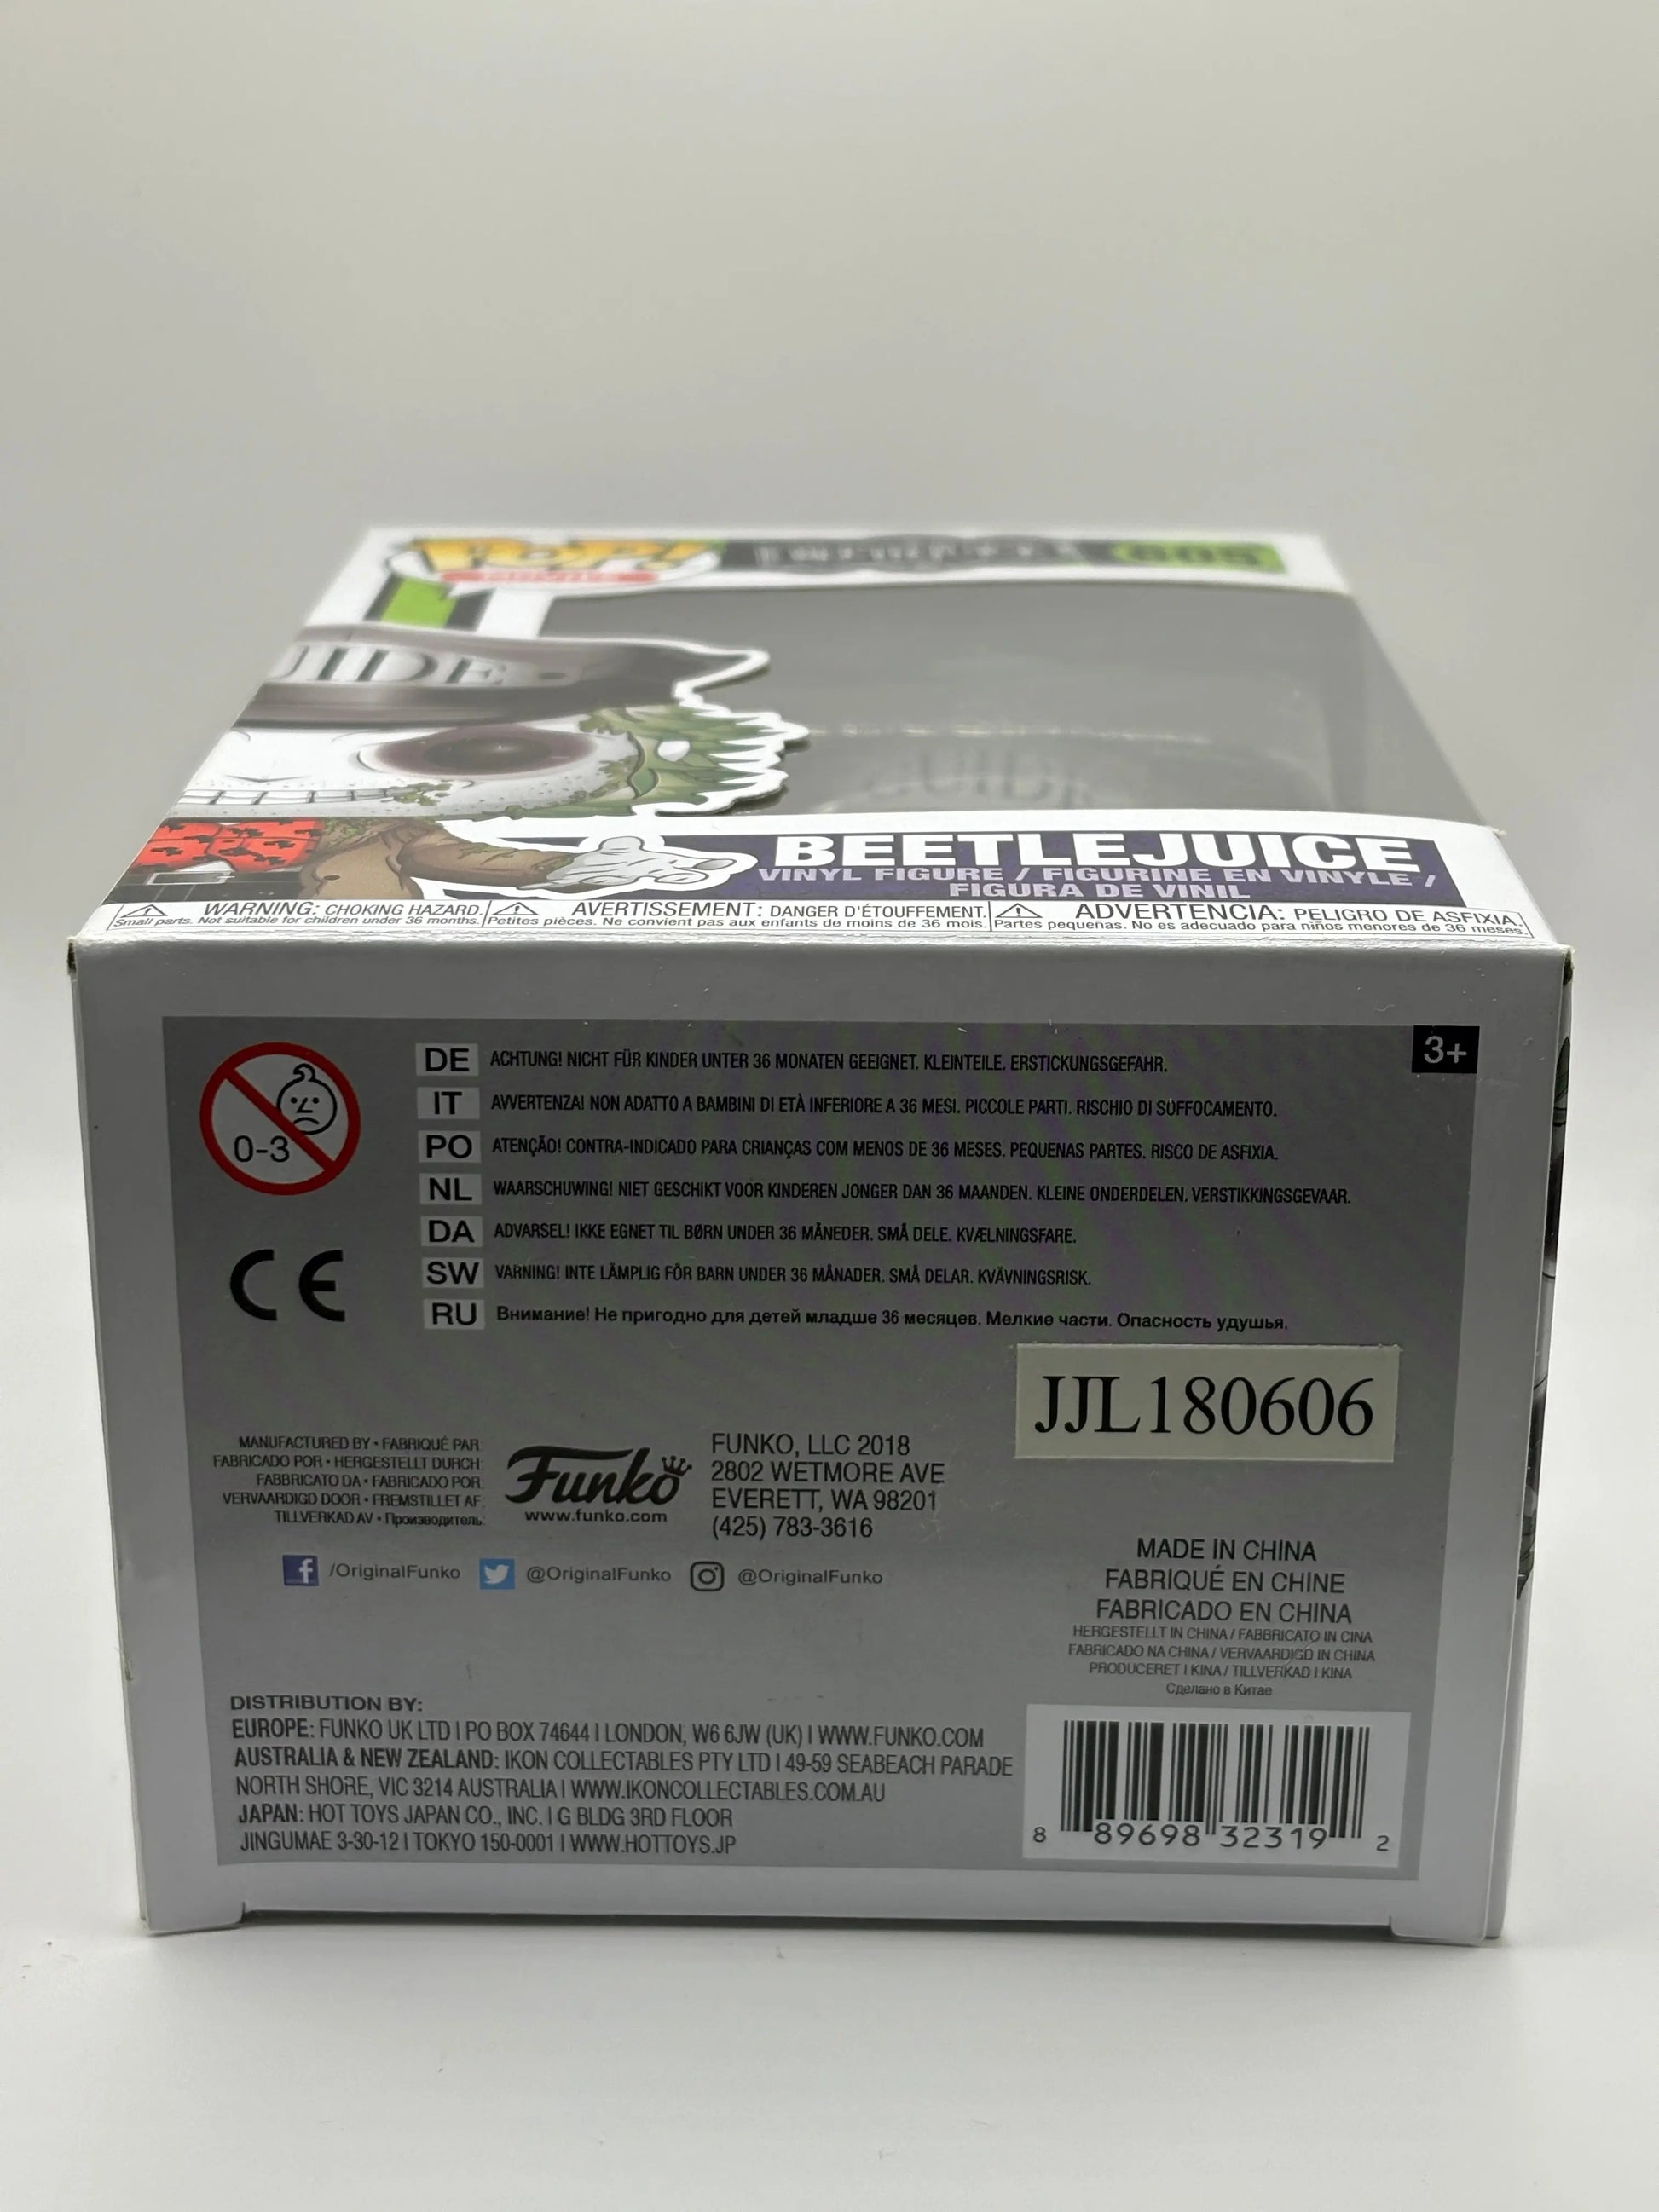 POP!
MOVIES
BEETLEJUICE
605
UIDE
GUIDE
BEETLEJUICE
VINYL FIGURE / FIGURINE EN VINYLE /
FIGURA DE VINIL
WARNING: CHOKING HAZARD.
Small parts. Not suitable for children under 36 months.
AVERTISSEMENT: DANGER D'ÉTOUFFEMENT.
Petites pièces. Ne convient pas aux enfants de moins de 36 mois.
ADVERTENCIA: PELIGRO DE ASFIXIA.
Partes pequeñas. No es adecuado para niños menores de 36 meses.
3+
0-3
DE ACHTUNG! NICHT FÜR KINDER UNTER 36 MONATEN GEEIGNET. KLEINTEILE. ERSTICKUNGSGEFAHR.
IT AVVERTENZA! NON ADATTO A BAMBINI DI ETÀ INFERIORE A 36 MESI. PICCOLE PARTI. RISCHIO DI SUFFOCAMENTO.
PO ATENÇÃO! CONTRA-INDICADO PARA CRIANÇAS COM MENOS DE 36 MESES. PEQUENAS PARTES. RISCO DE ASFIXIA.
NL WAARSCHUWING! NIET GESCHIKT VOOR KINDEREN JONGER DAN 36 MAANDEN. KLEINE ONDERDELEN. VERSTIKKINGSGEVAAR.
DA ADVARSEL! IKKE EGNET TIL BØRN UNDER 36 MÅNEDER. SMÅ DELE. KVÆLNINGSFARE.
SW VARNING! INTE LÄMPLIG FÖR BARN UNDER 36 MÅNADER. SMÅ DELAR. KVÄVNINGSRISK.
RU Внимание! Не пригодно для детей младше 36 месяцев. Мелкие части. Опасность удушья.
CE
JJL180606
MANUFACTURED BY • FABRIQUÉ PAR:
FABRICADO POR • HERGESTELLT DURCH:
FABBRICATO DA • FABRICADO POR:
VERVAARDIGD DOOR • FREMSTILLET AF:
TILLVERKAD AV • Производитель:
Funko
www.funko.com
FUNKO, LLC 2018
2802 WETMORE AVE
EVERETT, WA 98201
(425) 783-3616
/OriginalFunko @OriginalFunko @OriginalFunko
MADE IN CHINA
FABRIQUÉ EN CHINE
FABRICADO EN CHINA
HERGESTELLT IN CHINA / FABBRICATO IN CINA
FABRICADO NA CHINA / VERVAARDIGD IN CHINA
PRODUCERET I KINA / TILLVERKAD I KINA
Сделано в Китае
DISTRIBUTION BY:
EUROPE: FUNKO UK LTD | PO BOX 74644 | LONDON, W6 6JW (UK) | WWW.FUNKO.COM
AUSTRALIA & NEW ZEALAND: IKON COLLECTABLES PTY LTD | 49-59 SEABEACH PARADE
NORTH SHORE, VIC 3214 AUSTRALIA | WWW.IKONCOLLECTABLES.COM.AU
JAPAN: HOT TOYS JAPAN CO., INC. | G BLDG 3RD FLOOR
JINGUMAE 3-30-12 | TOKYO 150-0001 | WWW.HOTTOYS.JP
8 89698 32319 2